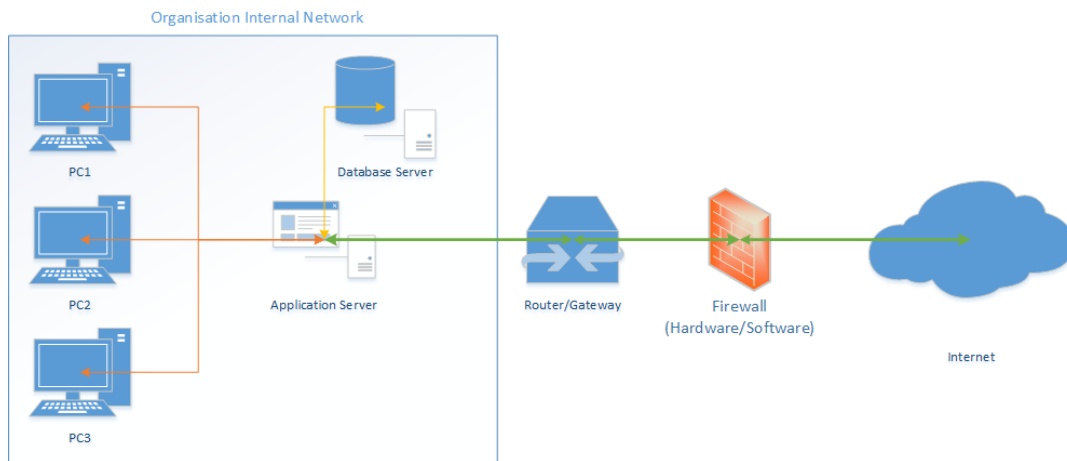 Organisation Internal Network
PC1
Database Server
PC2
Application Server
Router/Gateway
Firewall
(Hardware/Software)
Internet
PC3